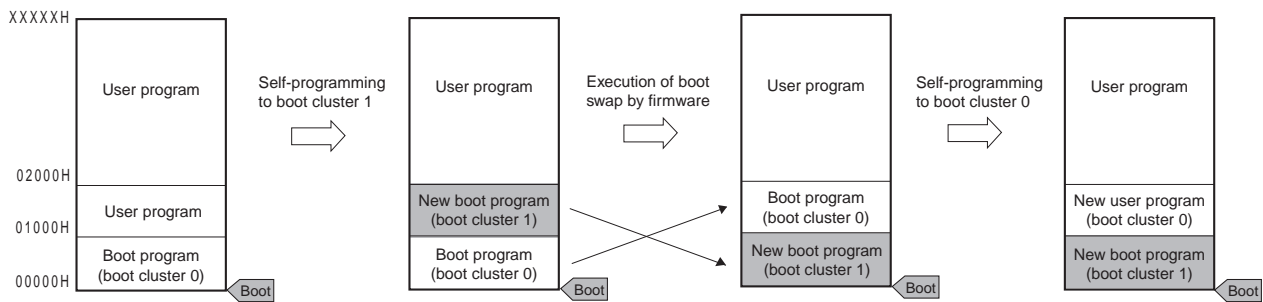 XXXXXH
User program
02000H
User program
01000H
Boot program
(boot cluster 0)
00000H
Boot
Self-programming
to boot cluster 1
User program
New boot program
(boot cluster 1)
Boot program
(boot cluster 0)
Boot
Execution of boot
swap by firmware
User program
Boot program
(boot cluster 0)
New boot program
(boot cluster 1)
Boot
Self-programming
to boot cluster 0
User program
New user program
(boot cluster 0)
New boot program
(boot cluster 1)
Boot